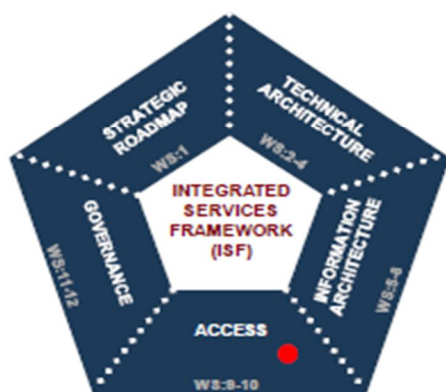 STRATEGIC
ROADMAP
WS:1
TECHNICAL
ARCHITECTURE
WS:2-4
INTEGRATED
SERVICES
FRAMEWORK
(ISF)
GOVERNANCE
WS:11-12
INFORMATION
ARCHITECTURE
WS:5-8
ACCESS
WS:9-10